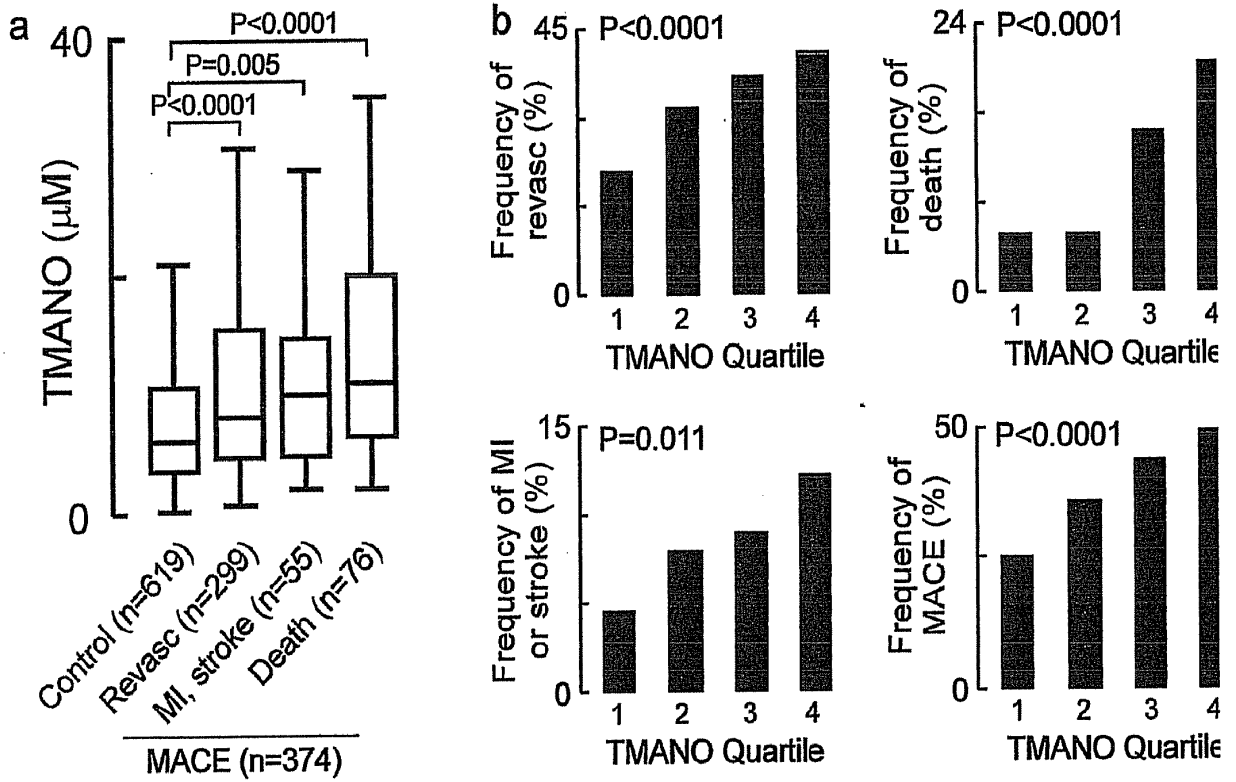 a
40
0
TMANO (μM)
P<0.0001
P=0.005
P<0.0001
Control (n=619)
Revasc (n=299)
MI, stroke (n=55)
Death (n=76)
MACE (n=374)
b
45
0
P<0.0001
Frequency of
revasc (%)
1 2 3 4
TMANO Quartile
24
0
P<0.0001
Frequency of
death (%)
1 2 3 4
TMANO Quartile
15
0
P=0.011
Frequency of MI
or stroke (%)
1 2 3 4
TMANO Quartile
50
0
P<0.0001
Frequency of
MACE (%)
1 2 3 4
TMANO Quartile